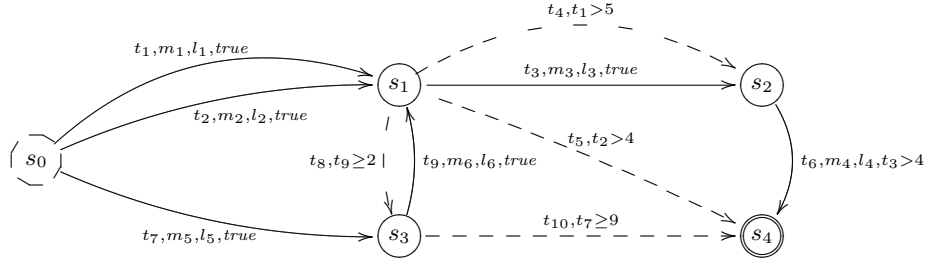 t₄,t₁>5
t₁,m₁,l₁,true
t₃,m₃,l₃,true
s₁
s₂
t₂,m₂,l₂,true
t₅,t₂>4
s₀
t₈,t₉≥2
t₉,m₆,l₆,true
t₆,m₄,l₄,t₃>4
t₁₀,t₇≥9
t₇,m₅,l₅,true
s₃
s₄